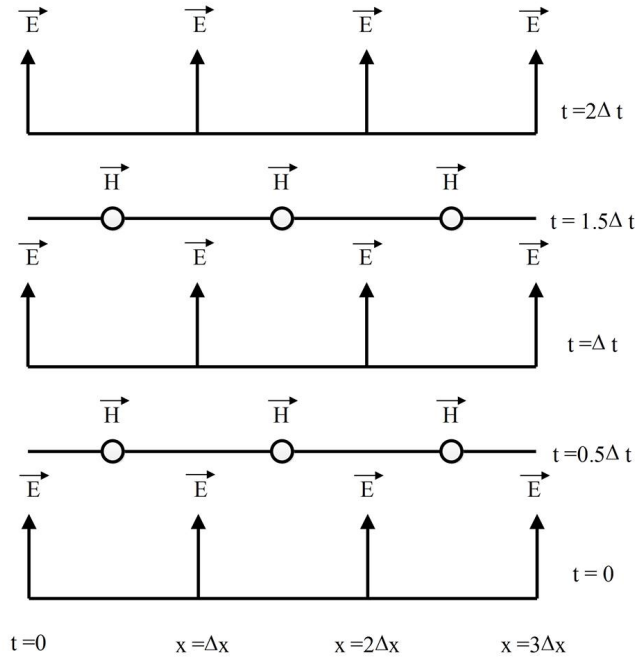 E E E E
t =2Δ t
H H H
t = 1.5Δ t
E E E E
t =Δ t
H H H
t =0.5Δ t
E E E E
t = 0
t =0 x =Δx x =2Δx x =3Δx